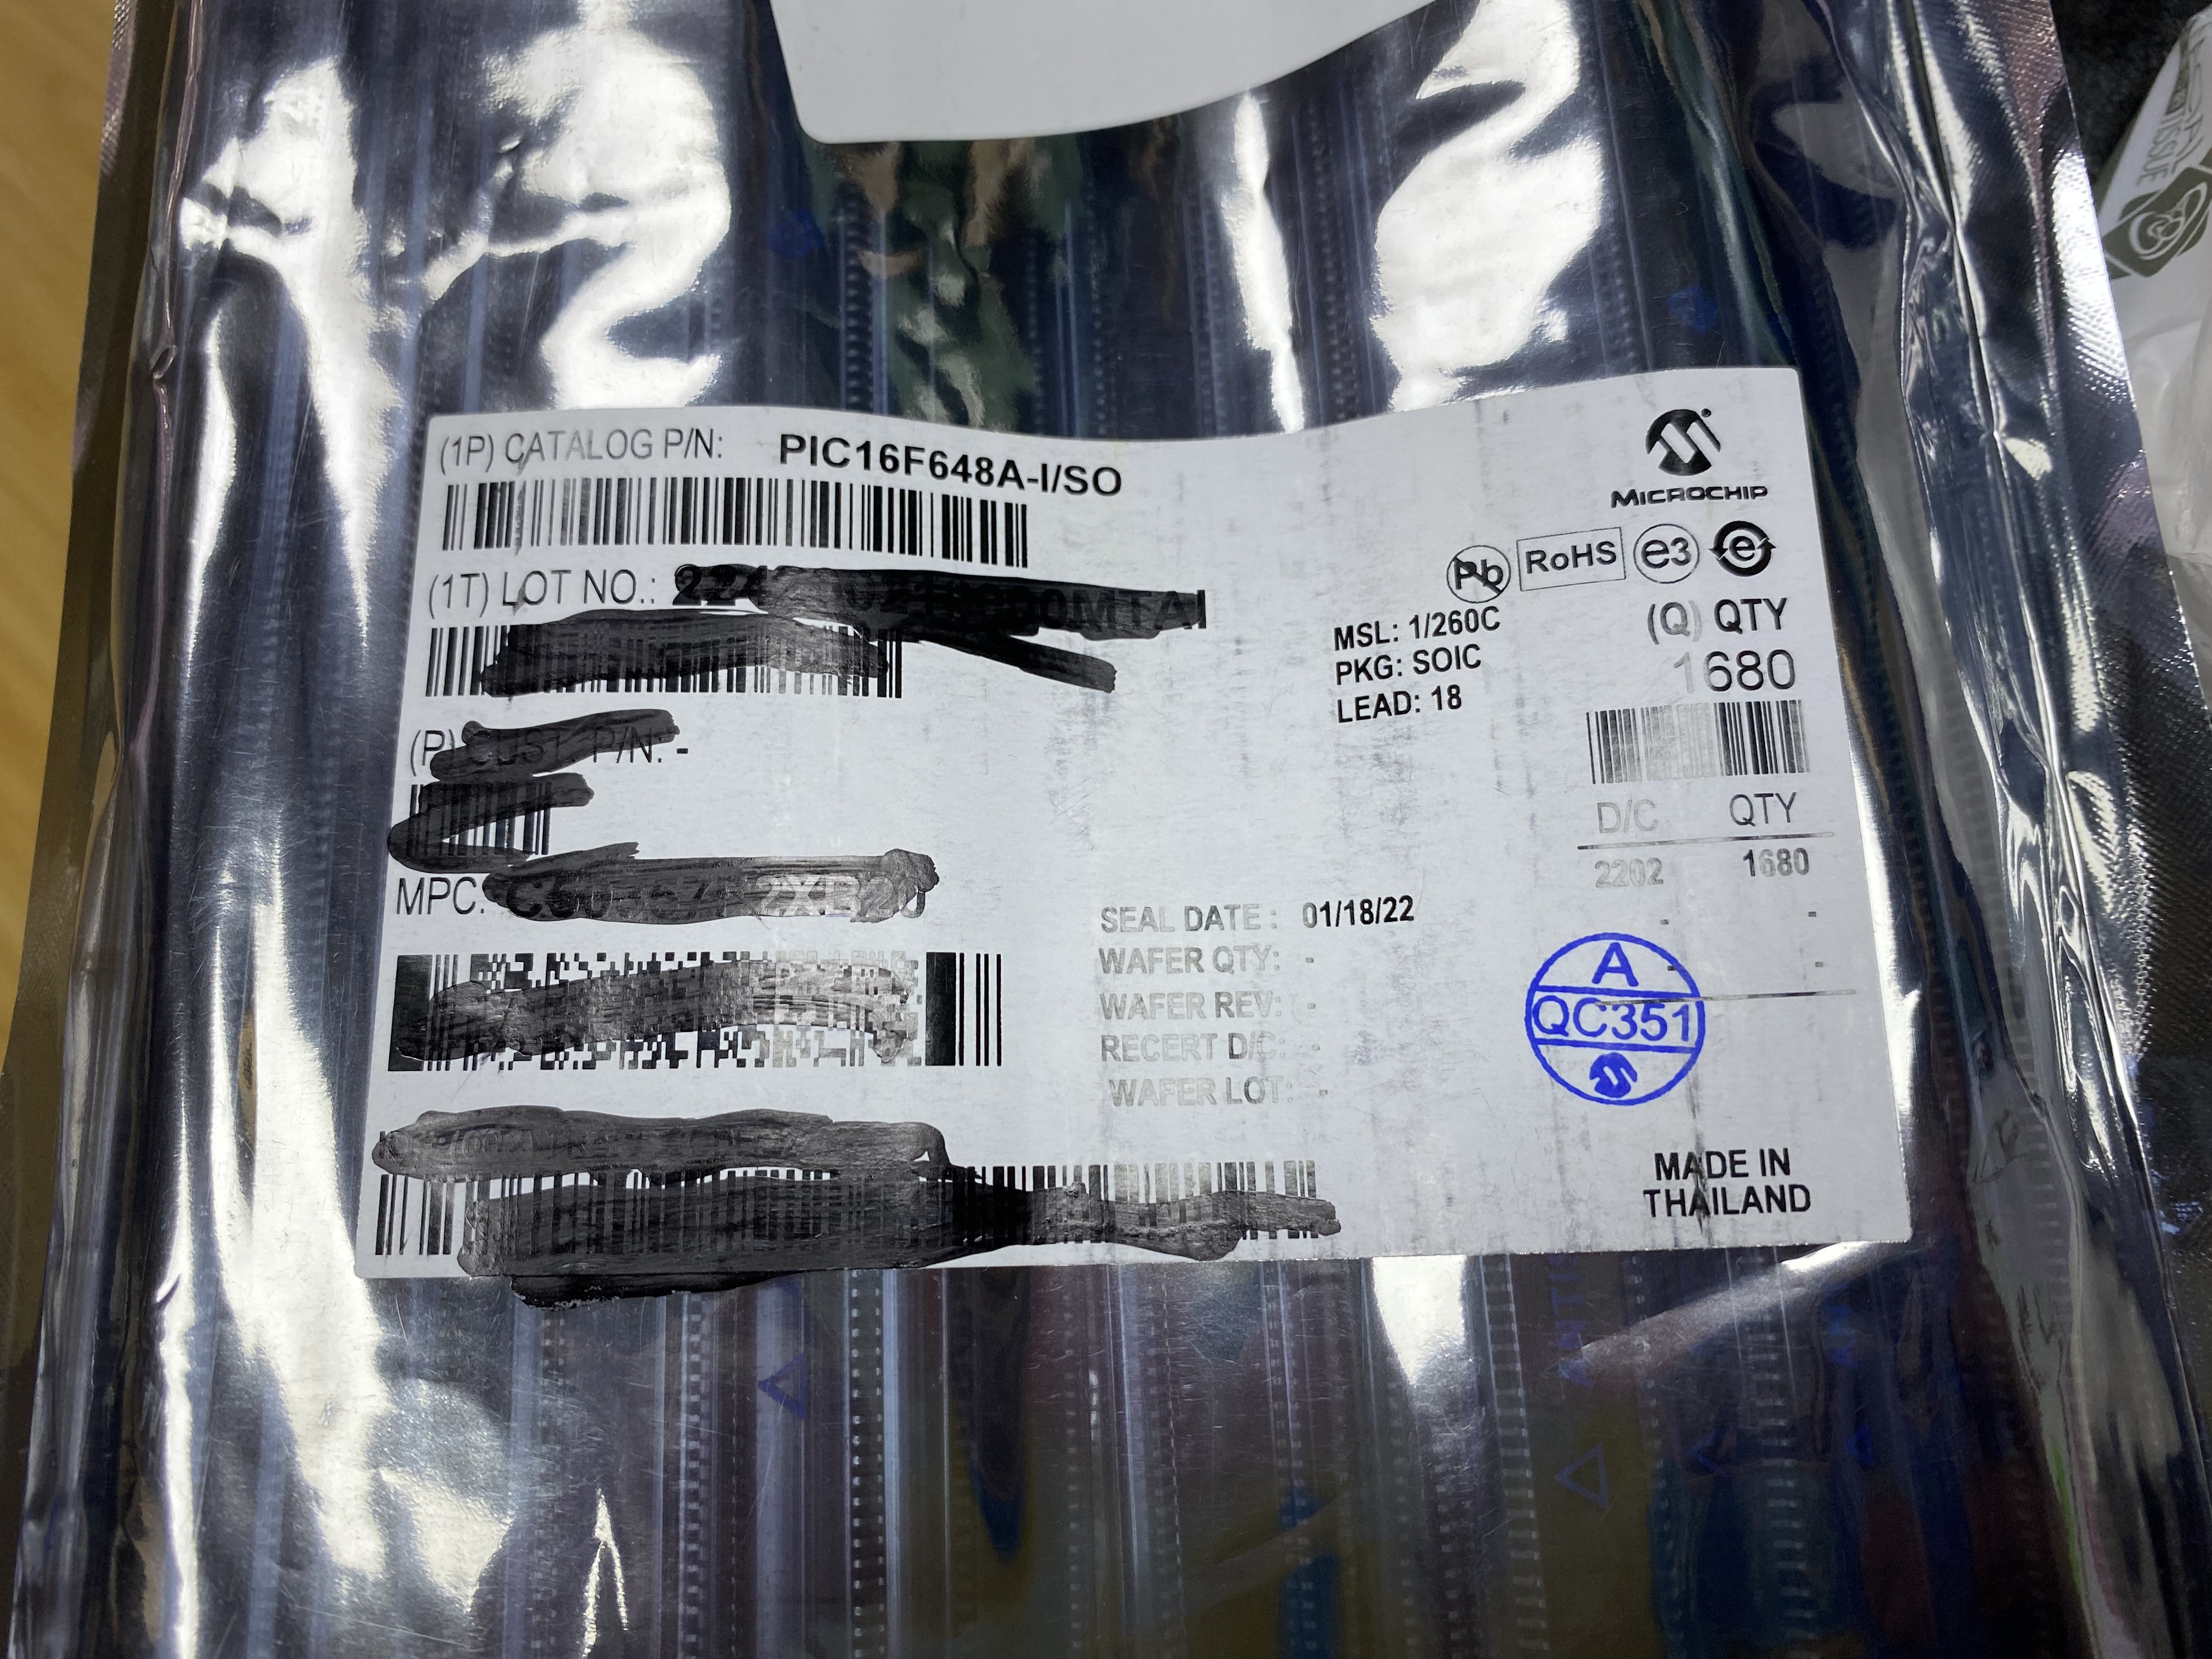 (1P) CATALOG P/N: PIC16F648A-I/SO
MICROCHIP
(1T) LOT NO.:
Pb RoHS e3 e
MSL: 1/260C
PKG: SOIC
LEAD: 18
(Q) QTY
1680
(P) CUST. P/N: -
D/C QTY
2202 1680
- -
- -
MPC:
SEAL DATE : 01/18/22
WAFER QTY: -
WAFER REV: -
RECERT D/C: -
WAFER LOT: -
A
QC351
MADE IN
THAILAND
TISSUE